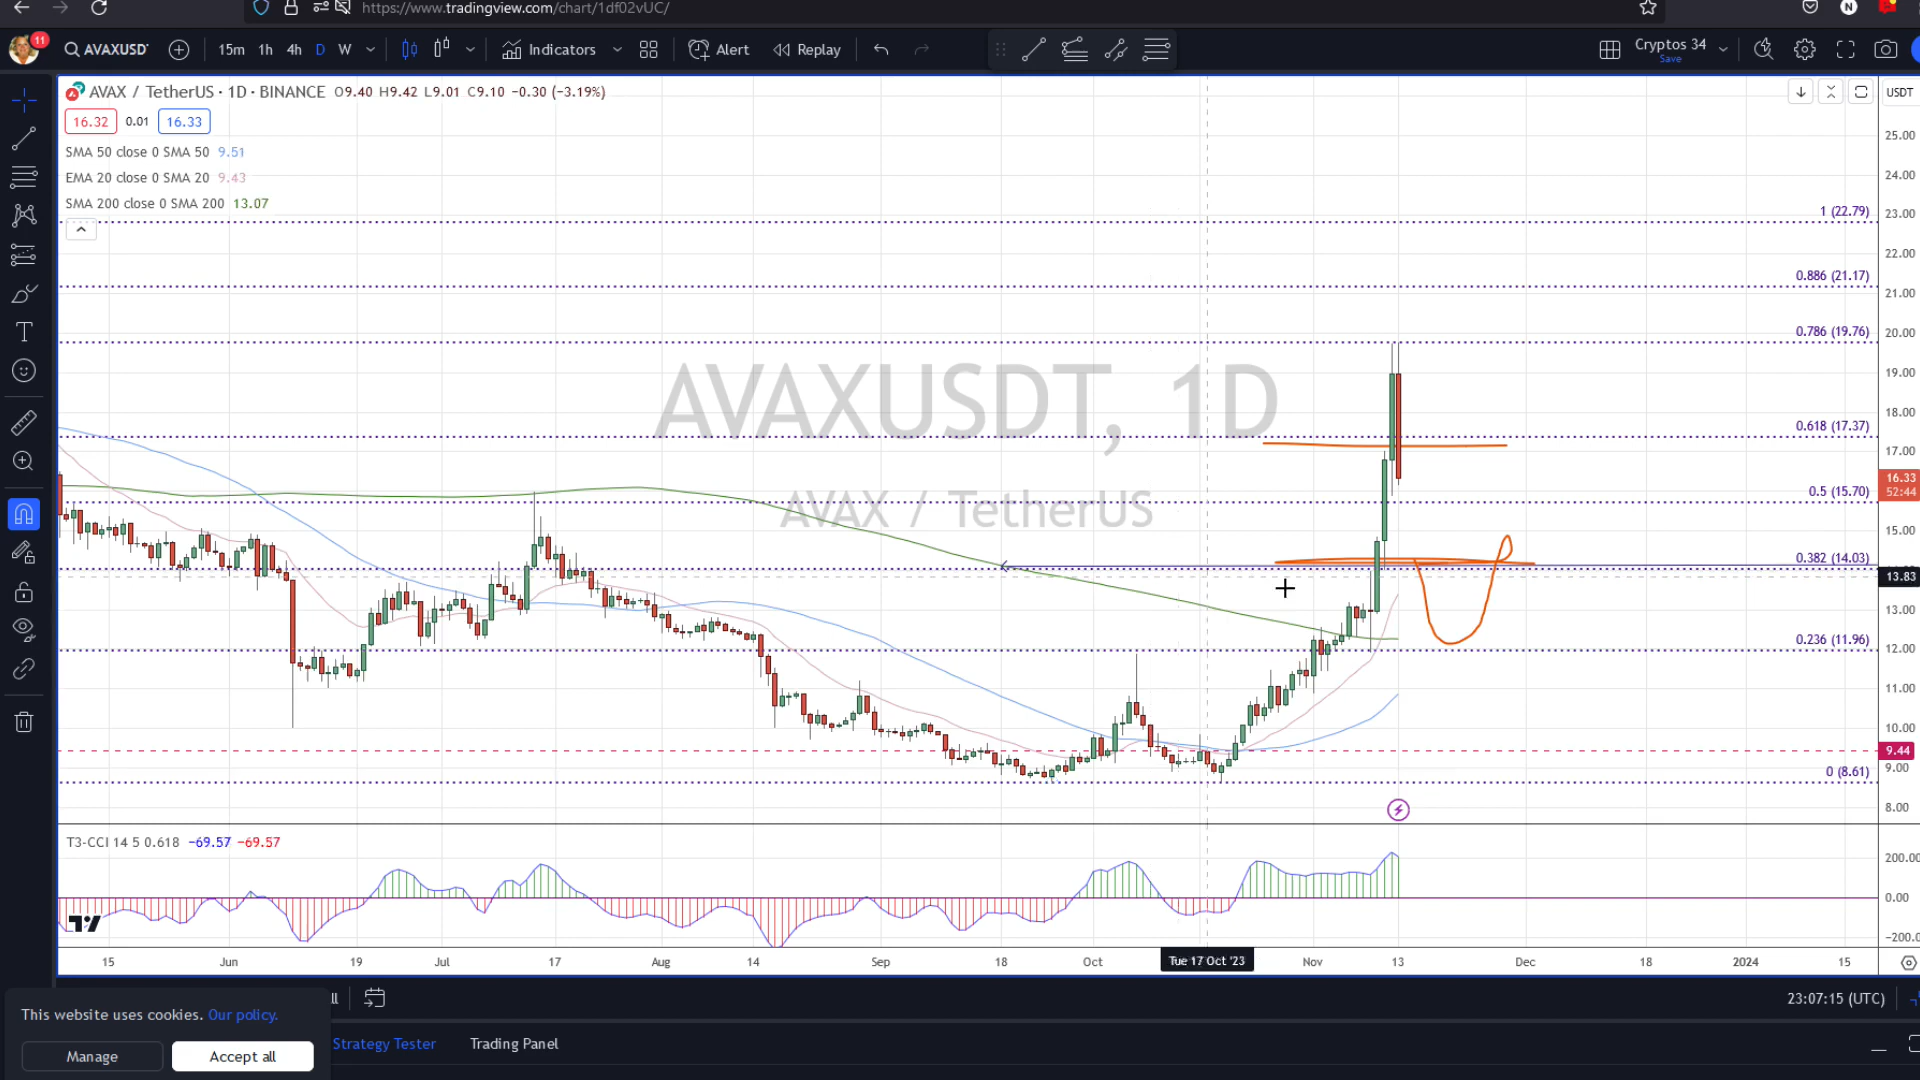 https://www.tradingview.com/chart/1df02vUC/
N
11
AVAXUSD 15m 1h 4h D W Indicators Alert Replay Cryptos 34
Save
AVAX / TetherUS · 1D · BINANCE O9.40 H9.42 L9.01 C9.10 −0.30 (−3.19%)
USDT
16.32 0.01 16.33
SMA 50 close 0 SMA 50 9.51
EMA 20 close 0 SMA 20 9.43
SMA 200 close 0 SMA 200 13.07
AVAXUSDT, 1D
AVAX / TetherUS
1 (22.79)
0.886 (21.17)
0.786 (19.76)
0.618 (17.37)
0.5 (15.70)
0.382 (14.03)
0.236 (11.96)
0 (8.61)
25.00
24.00
23.00
22.00
21.00
20.00
19.00
18.00
17.00
16.33
52:44
15.00
13.83
13.00
12.00
11.00
10.00
9.44
9.00
8.00
T3-CCI 14 5 0.618 −69.57 −69.57
200.00
0.00
−200.0
15 Jun 19 Jul 17 Aug 14 Sep 18 Oct Tue 17 Oct '23 Nov 13 Dec 18 2024 15
23:07:15 (UTC)
This website uses cookies. Our policy.
Manage Accept all
Strategy Tester Trading Panel